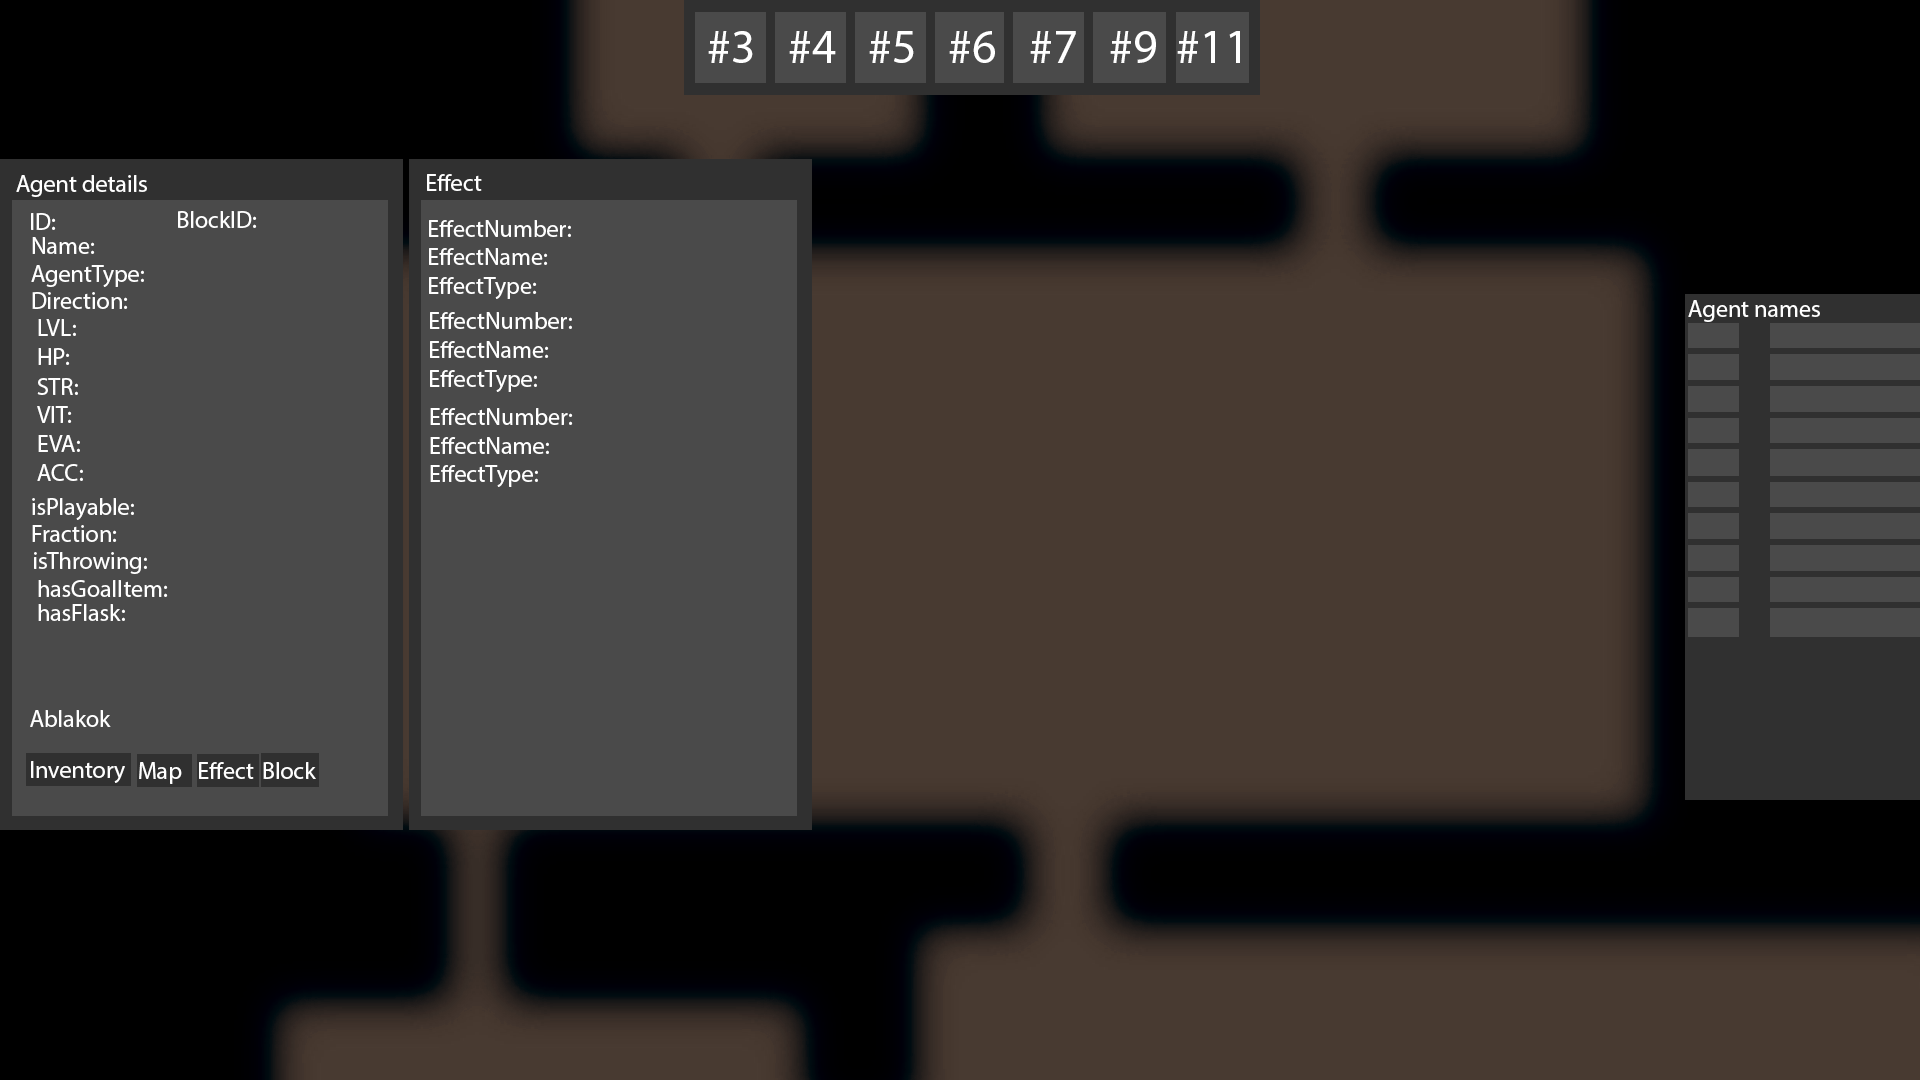 #3 #4 #5 #6 #7 #9 #11
Agent details
ID: BlockID:
Name:
AgentType:
Direction:
LVL:
HP:
STR:
VIT:
EVA:
ACC:
isPlayable:
Fraction:
isThrowing:
hasGoalItem:
hasFlask:
Ablakok
Inventory Map Effect Block
Effect
EffectNumber:
EffectName:
EffectType:
EffectNumber:
EffectName:
EffectType:
EffectNumber:
EffectName:
EffectType:
Agent names